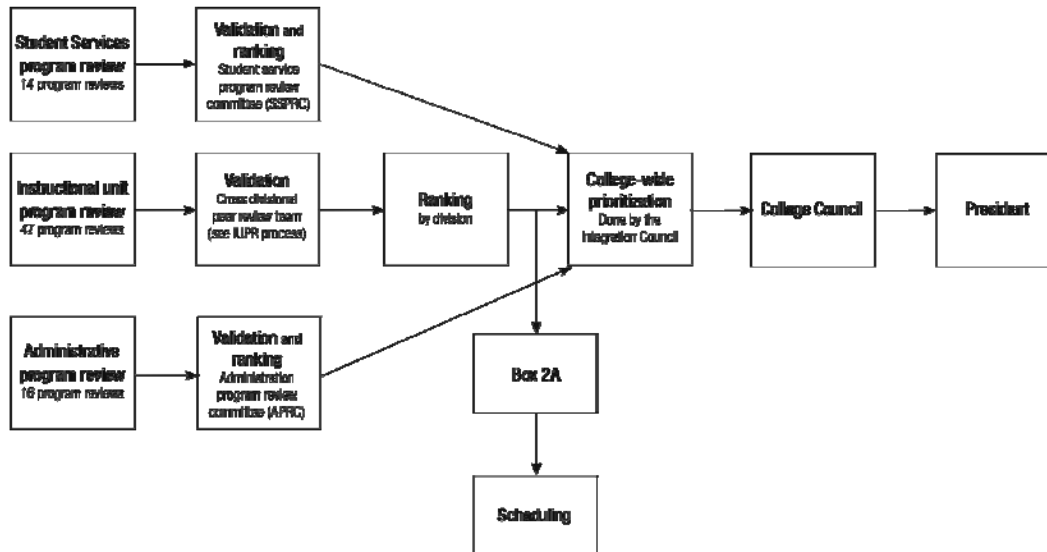 Student Services
program review
14 program reviews
Validation and
ranking
Student service
program review
committee (SSPRC)
Instructional unit
program review
47 program reviews
Validation
Cross divisional
peer review team
(see IUPR process)
Ranking
by division
College-wide
prioritization
Done by the
Integration Council
College Council
President
Administrative
program review
16 program reviews
Validation and
ranking
Administration
program review
committee (APRC)
Box 2A
Scheduling